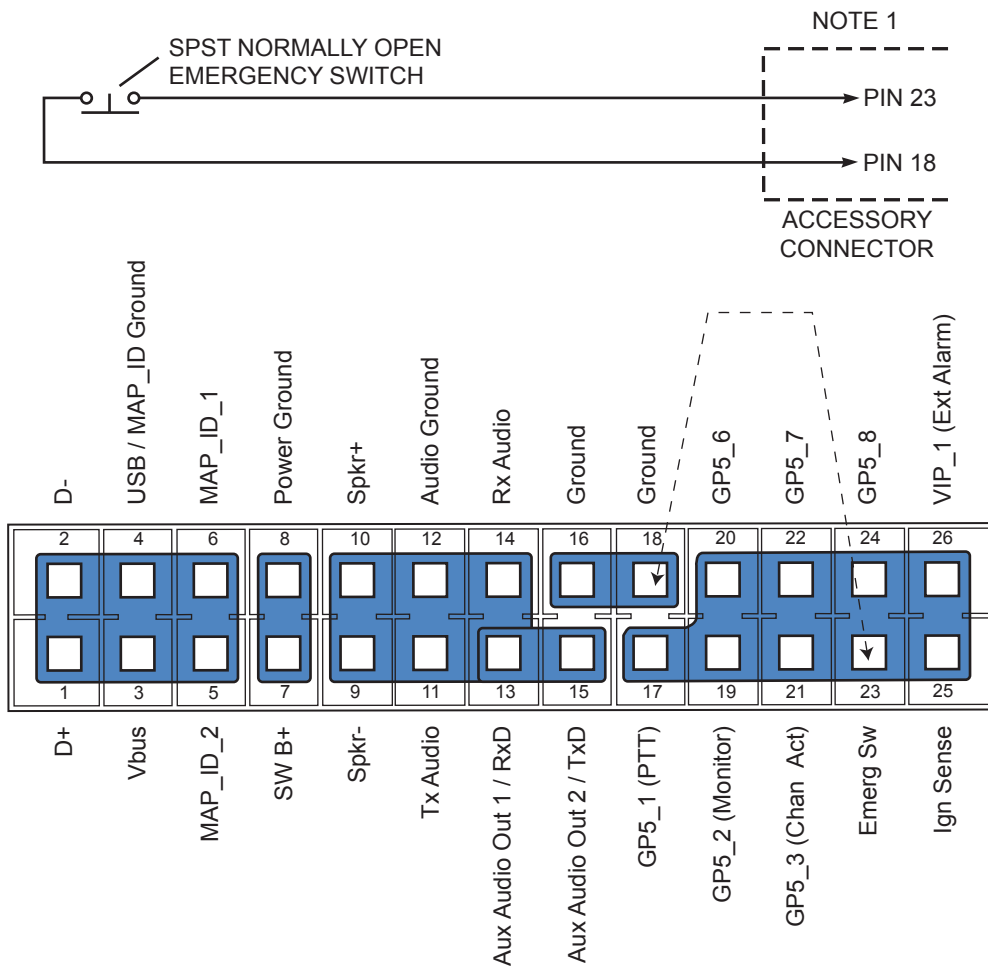 NOTE 1
SPST NORMALLY OPEN
EMERGENCY SWITCH
PIN 23
PIN 18
ACCESSORY
CONNECTOR
D-
USB / MAP_ID Ground
MAP_ID_1
Power Ground
Spkr+
Audio Ground
Rx Audio
Ground
Ground
GP5_6
GP5_7
GP5_8
VIP_1 (Ext Alarm)
2 4 6 8 10 12 14 16 18 20 22 24 26
1 3 5 7 9 11 13 15 17 19 21 23 25
D+
Vbus
MAP_ID_2
SW B+
Spkr-
Tx Audio
Aux Audio Out 1 / RxD
Aux Audio Out 2 / TxD
GP5_1 (PTT)
GP5_2 (Monitor)
GP5_3 (Chan Act)
Emerg Sw
Ign Sense